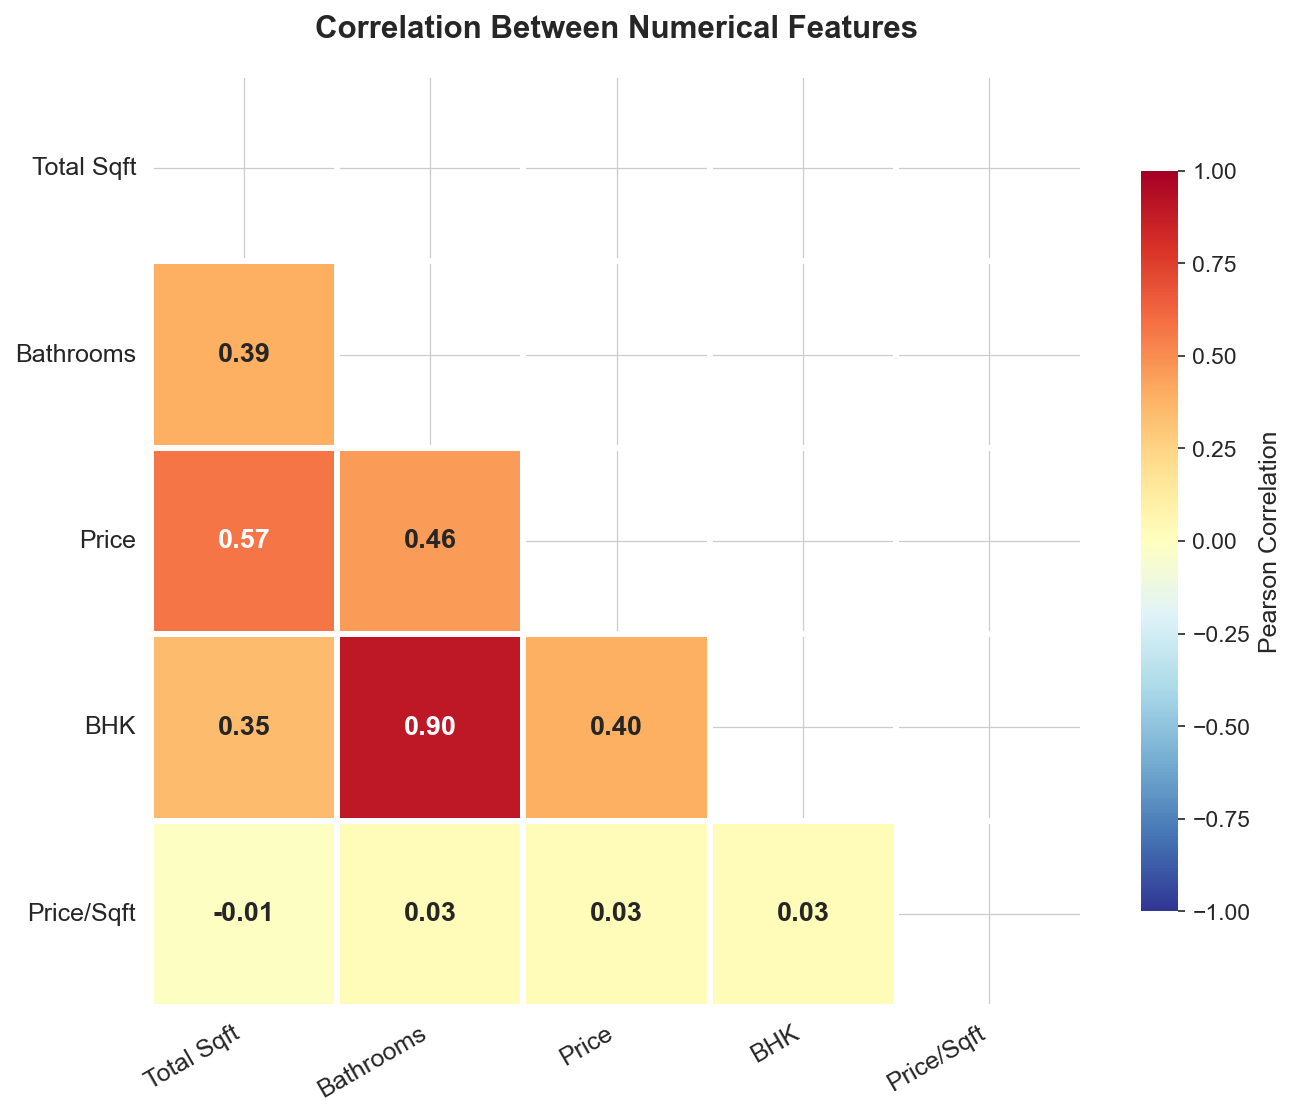 Correlation Between Numerical Features
Total Sqft
Bathrooms
0.39
Price
0.57
0.46
BHK
0.35
0.90
0.40
Price/Sqft
-0.01
0.03
0.03
0.03
Total Sqft
Bathrooms
Price
BHK
Price/Sqft
1.00
0.75
0.50
0.25
0.00
−0.25
−0.50
−0.75
−1.00
Pearson Correlation